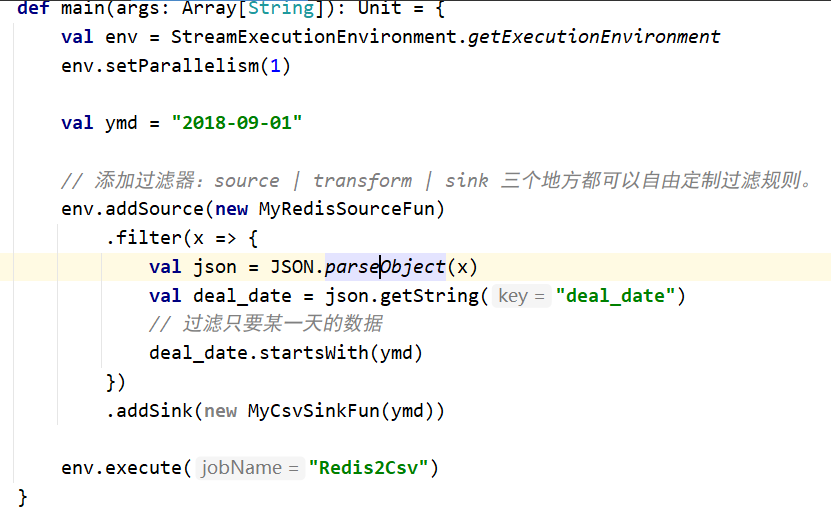 def main(args: Array[String]): Unit = {
    val env = StreamExecutionEnvironment.getExecutionEnvironment
    env.setParallelism(1)
    val ymd = "2018-09-01"
    // 添加过滤器：source | transform | sink 三个地方都可以自由定制过滤规则。
    env.addSource(new MyRedisSourceFun)
        .filter(x => {
            val json = JSON.parseObject(x)
            val deal_date = json.getString( key = "deal_date")
            // 过滤只要某一天的数据
            deal_date.startsWith(ymd)
        })
        .addSink(new MyCsvSinkFun(ymd))
    env.execute( jobName = "Redis2Csv")
}